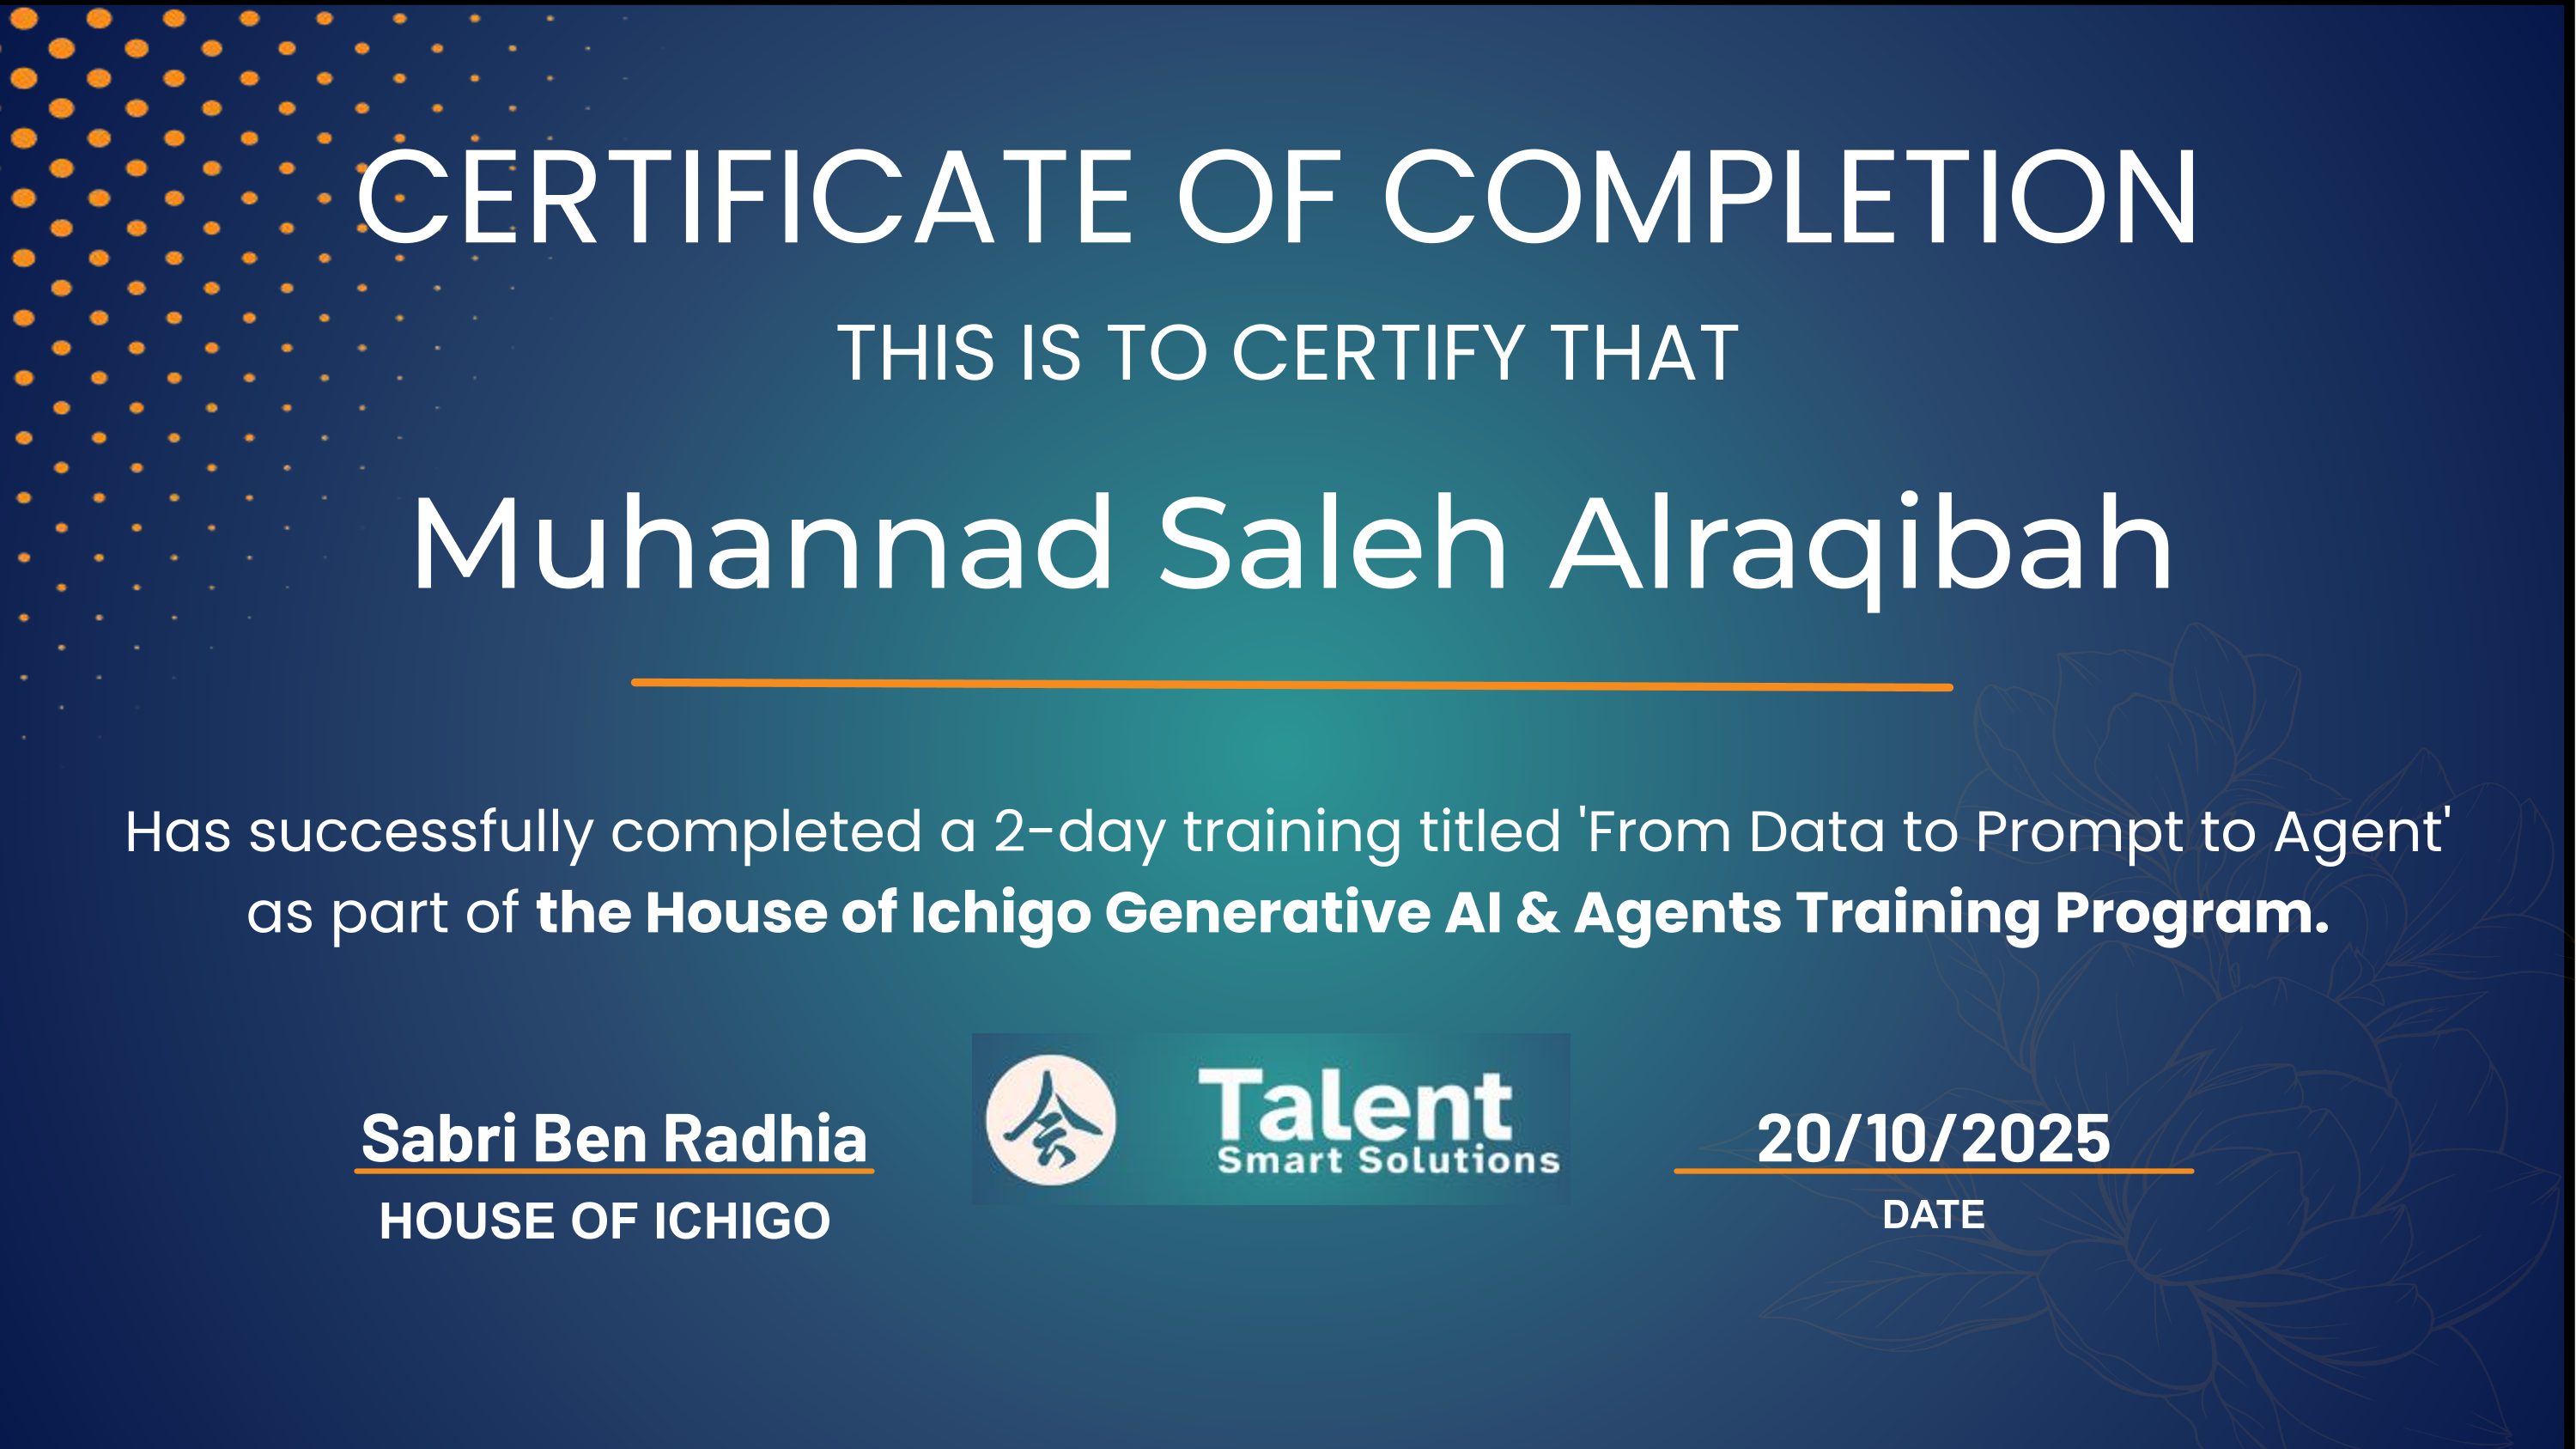 CERTIFICATE OF COMPLETION
THIS IS TO CERTIFY THAT
Muhannad Saleh Alraqibah
Has successfully completed a 2-day training titled 'From Data to Prompt to Agent'
as part of the House of Ichigo Generative AI & Agents Training Program.
Sabri Ben Radhia
HOUSE OF ICHIGO
Talent
Smart Solutions
20/10/2025
DATE